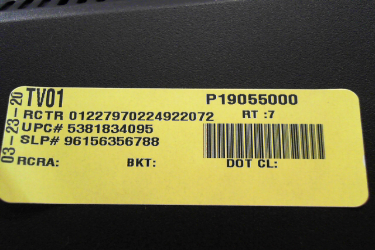 03-23-20
TV01 P19055000
RCTR 01227970224922072 RT :7
UPC# 5381834095
SLP# 96156356788
RCRA: BKT: DOT CL: